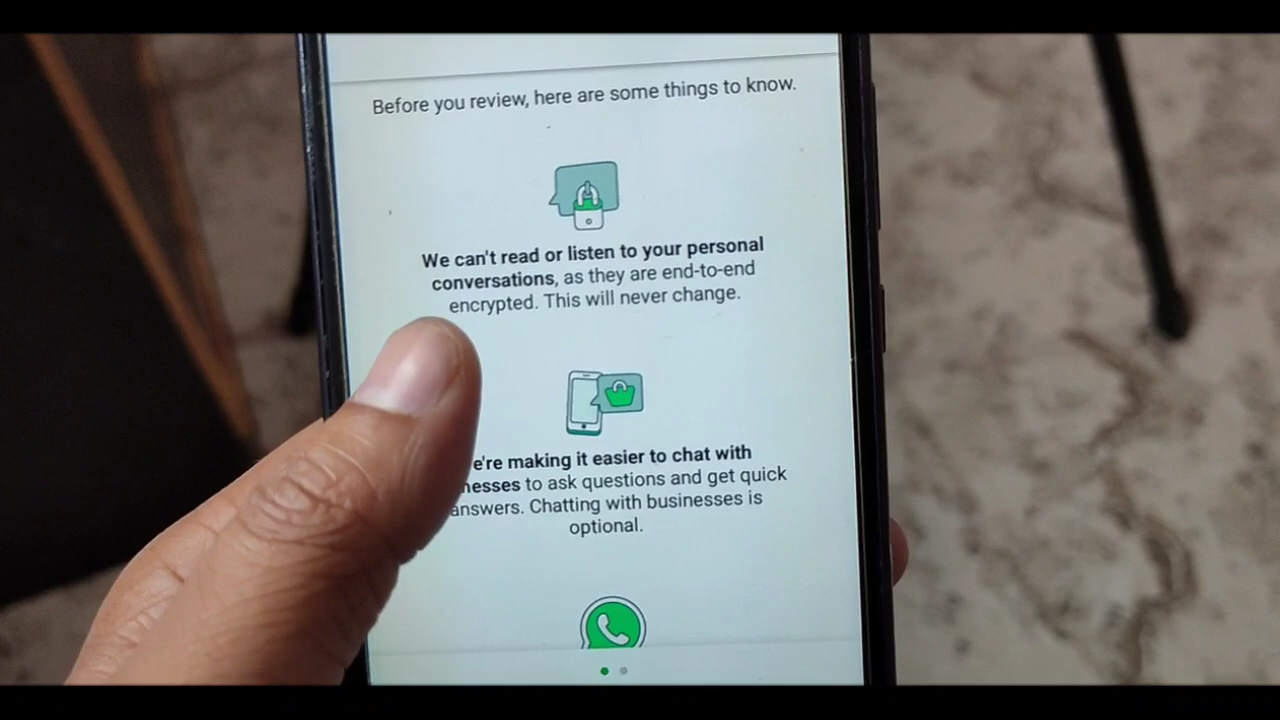 Before you review, here are some things to know.
We can't read or listen to your personal
conversations, as they are end-to-end
encrypted. This will never change.
e're making it easier to chat with
nesses to ask questions and get quick
answers. Chatting with businesses is
optional.